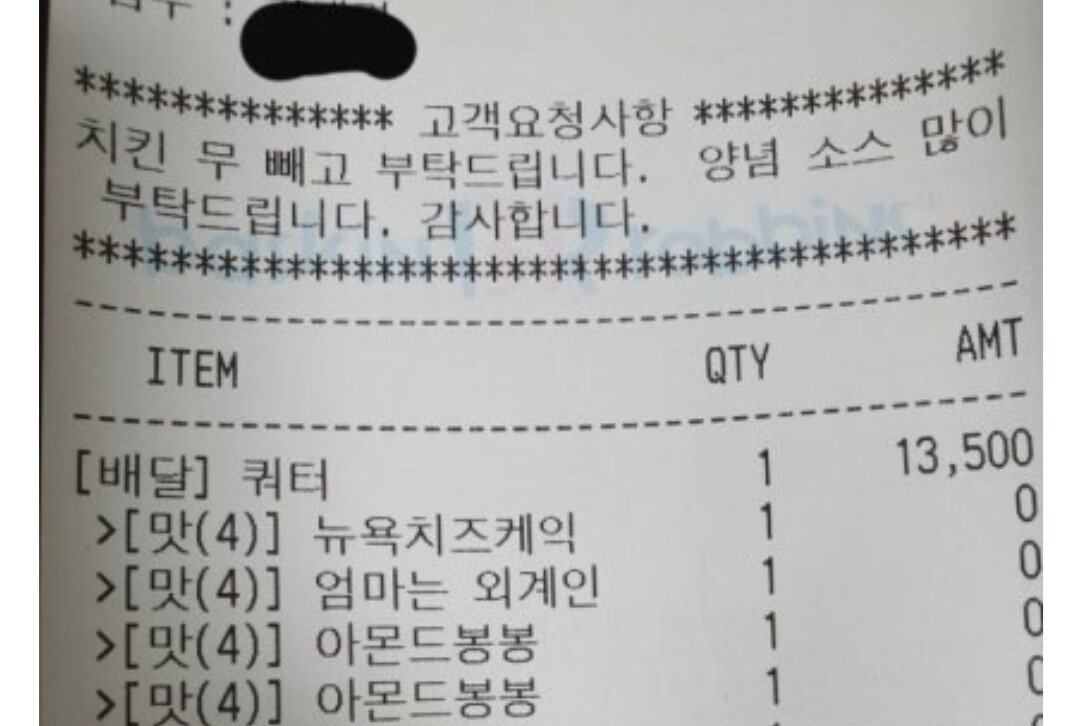 ************** 고객요청사항 **************
치킨 무 빼고 부탁드립니다. 양념 소스 많이
부탁드립니다. 감사합니다.
****************************************
----------------------------------------
ITEM QTY AMT
----------------------------------------
[배달] 쿼터 1 13,500
>[맛(4)] 뉴욕치즈케익 1 0
>[맛(4)] 엄마는 외계인 1 0
>[맛(4)] 아몬드봉봉 1 0
>[맛(4)] 아몬드봉봉 1 0